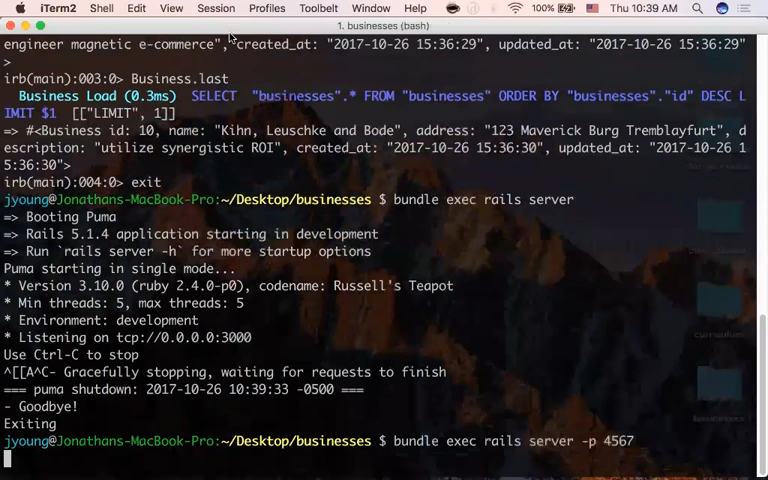 iTerm2 Shell Edit View Session Profiles Toolbelt Window Help 100% Thu 10:39 AM
1. businesses (bash)
engineer magnetic e-commerce", created_at: "2017-10-26 15:36:29", updated_at: "2017-10-26 15:36:29"
>
irb(main):003:0> Business.last
Business Load (0.3ms) SELECT "businesses".* FROM "businesses" ORDER BY "businesses"."id" DESC L
IMIT $1 [["LIMIT", 1]]
=> #<Business id: 10, name: "Kihn, Leuschke and Bode", address: "123 Maverick Burg Tremblayfurt", d
escription: "utilize synergistic ROI", created_at: "2017-10-26 15:36:30", updated_at: "2017-10-26 1
5:36:30">
irb(main):004:0> exit
jyoung@Jonathans-MacBook-Pro:~/Desktop/businesses $ bundle exec rails server
=> Booting Puma
=> Rails 5.1.4 application starting in development
=> Run `rails server -h` for more startup options
Puma starting in single mode...
* Version 3.10.0 (ruby 2.4.0-p0), codename: Russell's Teapot
* Min threads: 5, max threads: 5
* Environment: development
* Listening on tcp://0.0.0.0:3000
Use Ctrl-C to stop
^[[A^C- Gracefully stopping, waiting for requests to finish
=== puma shutdown: 2017-10-26 10:39:33 -0500 ===
- Goodbye!
Exiting
jyoung@Jonathans-MacBook-Pro:~/Desktop/businesses $ bundle exec rails server -p 4567